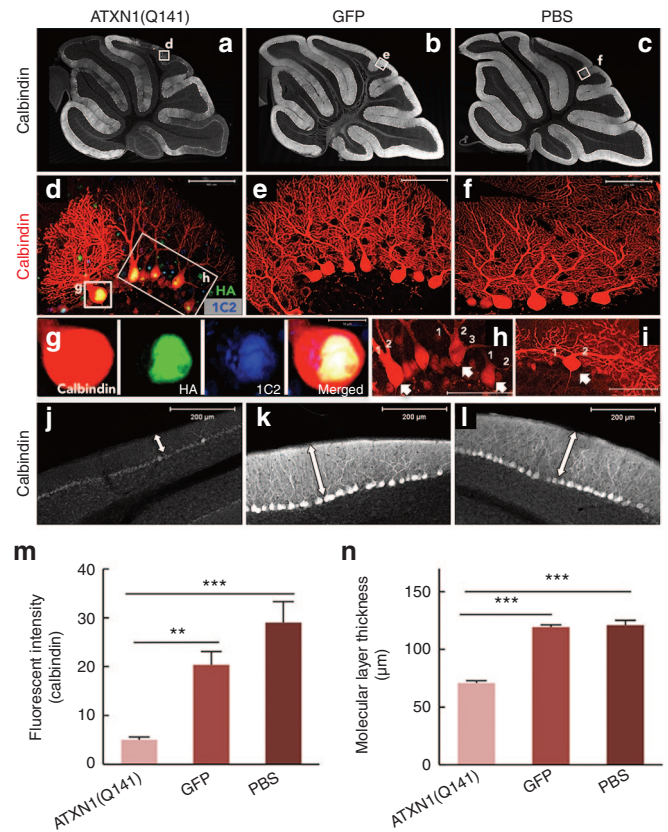 ATXN1(Q141) GFP PBS
Calbindin
a b c
d e f
Calbindin
d e f
g h
HA
1C2
g h i
Calbindin HA 1C2 Merged
2 1 2 3 1 2
1 2
Calbindin
j k l
200 µm 200 µm 200 µm
m
Fluorescent intensity
(calbindin)
40
30
20
10
0
***
**
ATXN1(Q141) GFP PBS
n
Molecular layer thickness
(µm)
150
100
50
0
***
***
ATXN1(Q141) GFP PBS